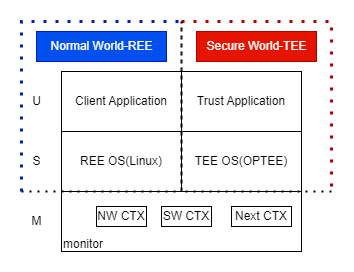 Normal World-REE
Secure World-TEE
U
Client Application
Trust Application
S
REE OS(Linux)
TEE OS(OPTEE)
M
NW CTX
SW CTX
Next CTX
monitor